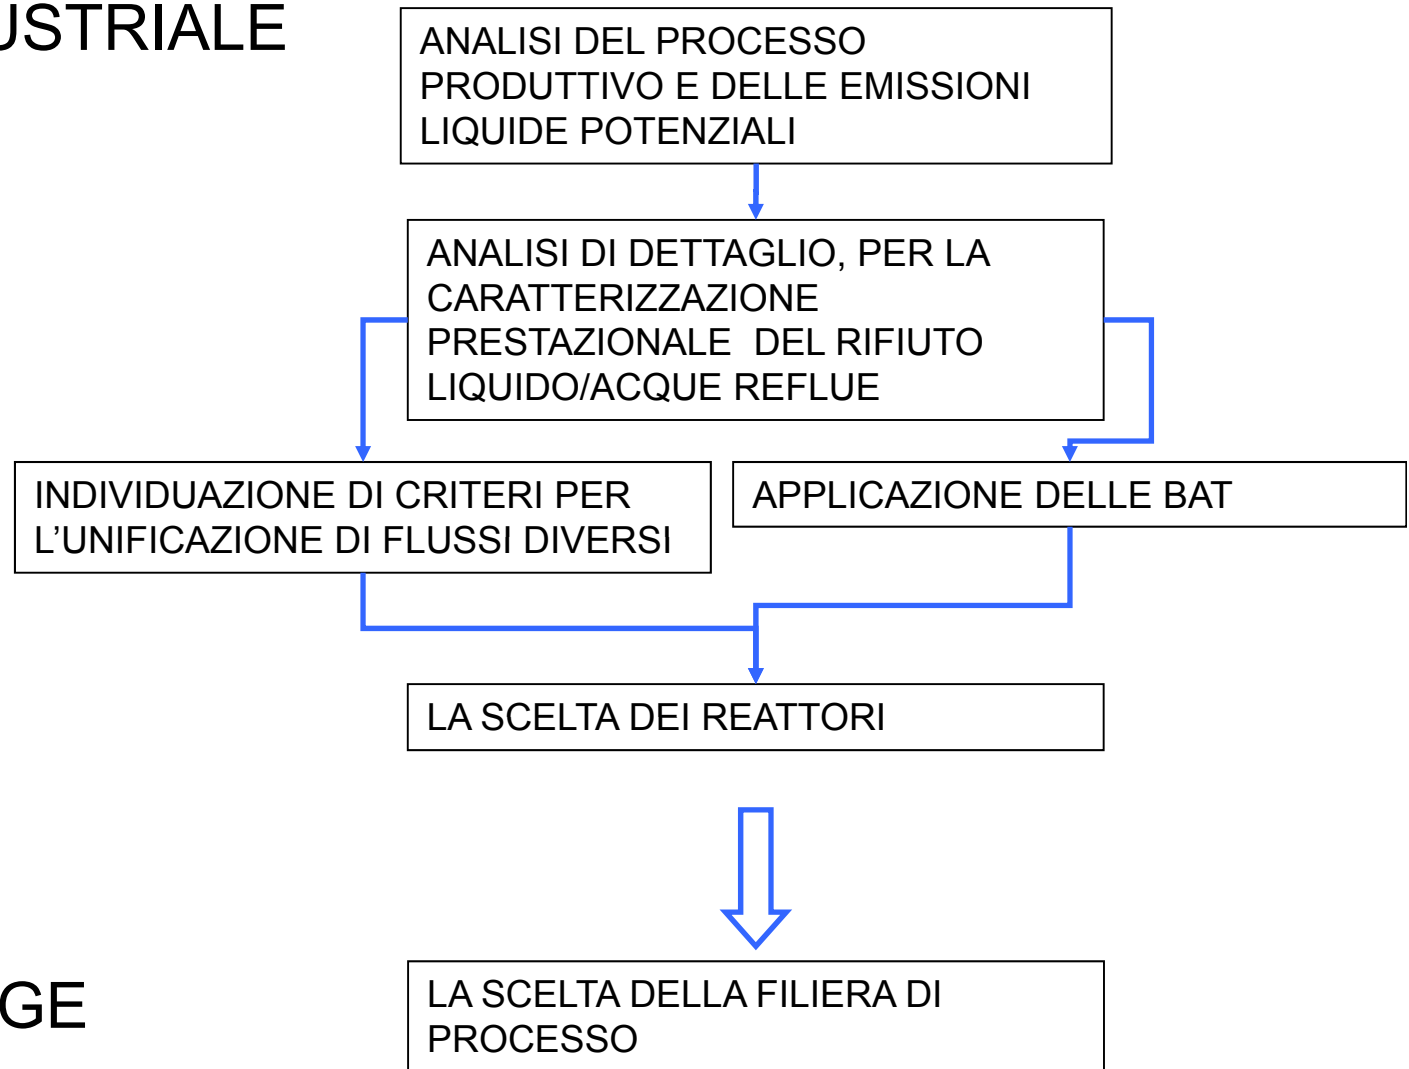 USTRIALE
ANALISI DEL PROCESSO
PRODUTTIVO E DELLE EMISSIONI
LIQUIDE POTENZIALI
ANALISI DI DETTAGLIO, PER LA
CARATTERIZZAZIONE
PRESTAZIONALE DEL RIFIUTO
LIQUIDO/ACQUE REFLUE
INDIVIDUAZIONE DI CRITERI PER
L’UNIFICAZIONE DI FLUSSI DIVERSI
APPLICAZIONE DELLE BAT
LA SCELTA DEI REATTORI
GE
LA SCELTA DELLA FILIERA DI
PROCESSO